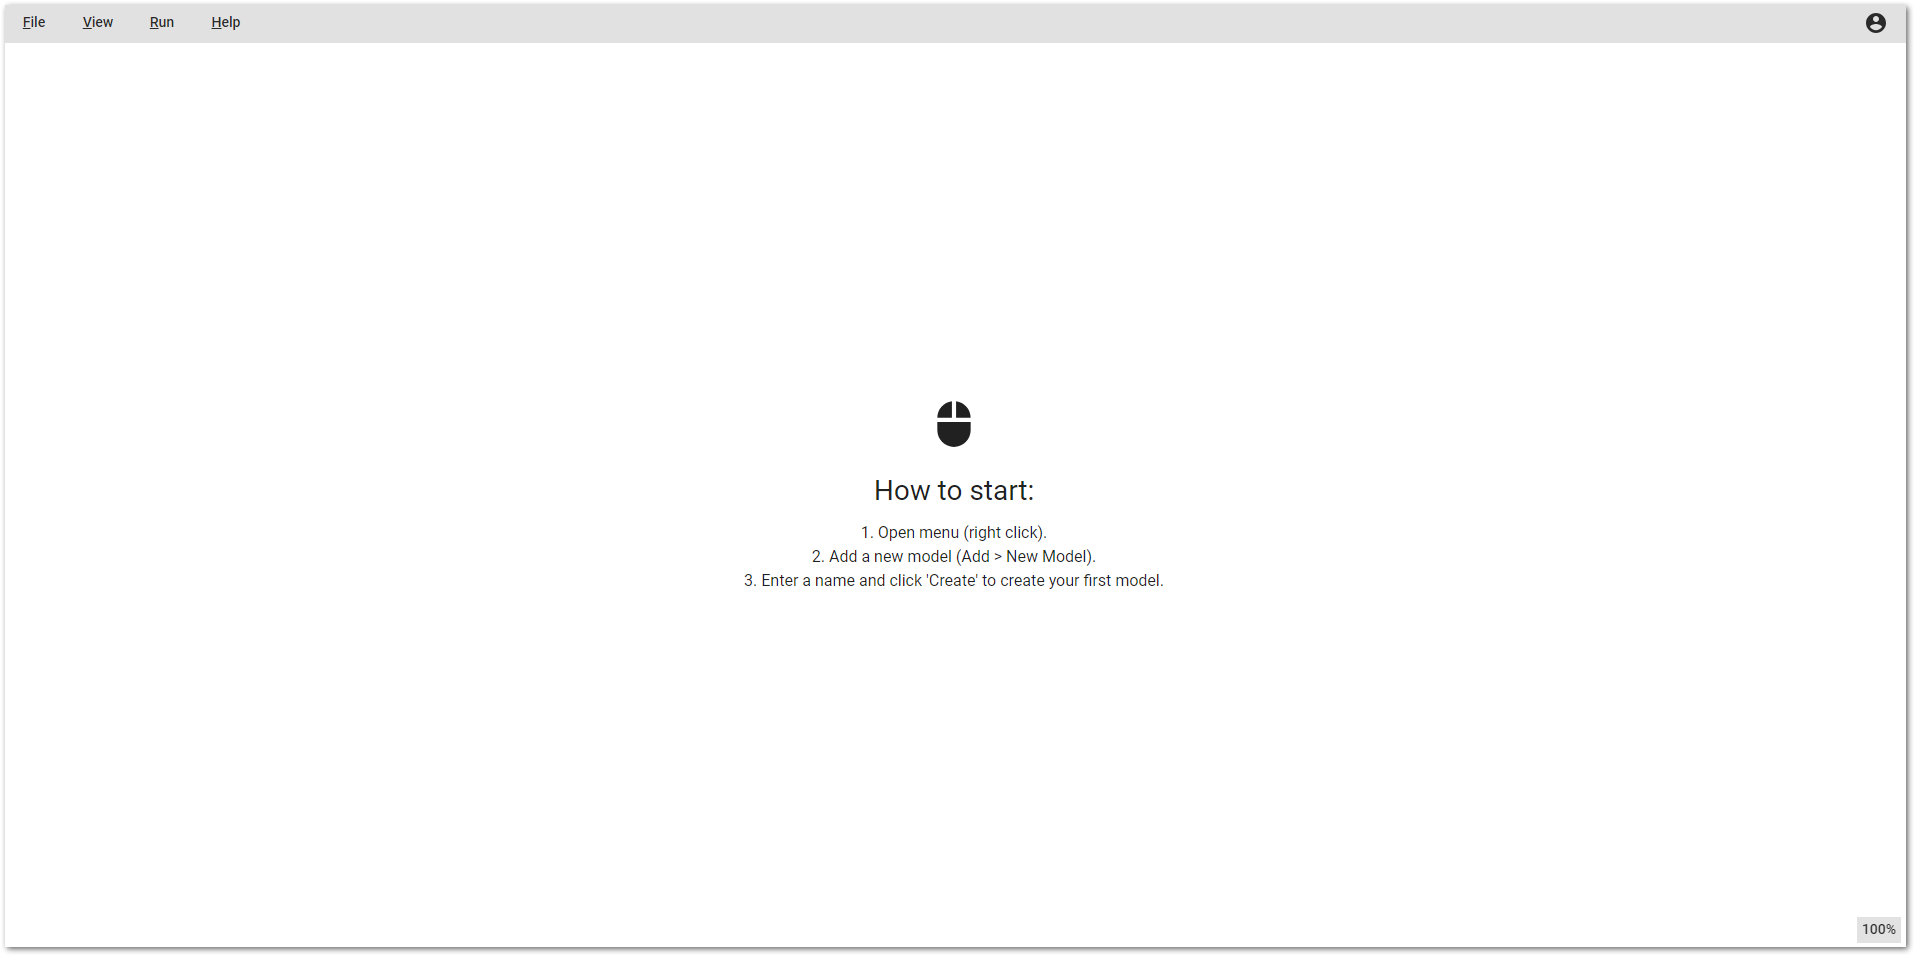 File View Run Help
How to start:
1. Open menu (right click).
2. Add a new model (Add > New Model).
3. Enter a name and click 'Create' to create your first model.
100%